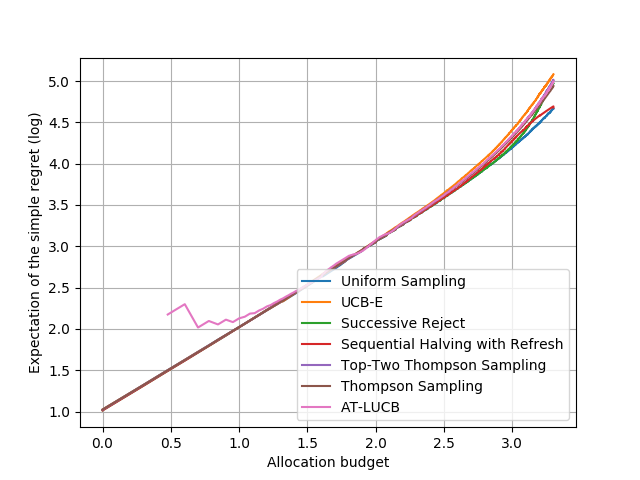 Expectation of the simple regret (log)
5.0
4.5
4.0
3.5
3.0
2.5
2.0
1.5
1.0
Uniform Sampling
UCB-E
Successive Reject
Sequential Halving with Refresh
Top-Two Thompson Sampling
Thompson Sampling
AT-LUCB
0.0 0.5 1.0 1.5 2.0 2.5 3.0
Allocation budget